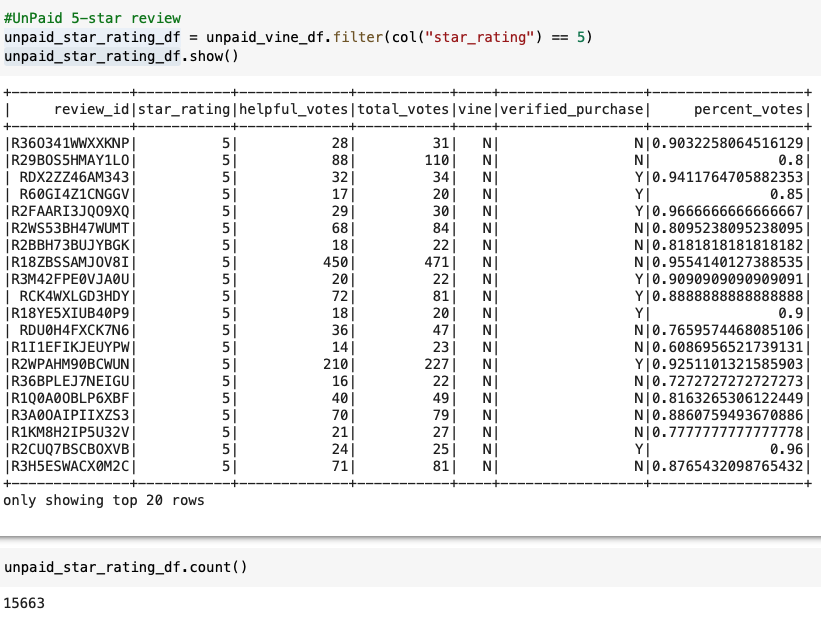 #UnPaid 5-star review
unpaid_star_rating_df = unpaid_vine_df.filter(col("star_rating") == 5)
unpaid_star_rating_df.show()
+--------------+-----------+-------------+-----------+----+-----------------+------------------+
|     review_id|star_rating|helpful_votes|total_votes|vine|verified_purchase|     percent_votes|
+--------------+-----------+-------------+-----------+----+-----------------+------------------+
|R36O341WWXXKNP|          5|           28|         31|   N|                N|0.9032258064516129|
|R29BOS5HMAY1LO|          5|           88|        110|   N|                N|               0.8|
| RDX2ZZ46AM343|          5|           32|         34|   N|                Y|0.9411764705882353|
| R60GI4Z1CNGGV|          5|           17|         20|   N|                Y|              0.85|
|R2FAARI3JQO9XQ|          5|           29|         30|   N|                Y|0.9666666666666667|
|R2WS53BH47WUMT|          5|           68|         84|   N|                N|0.8095238095238095|
|R2BBH73BUJYBGK|          5|           18|         22|   N|                N|0.8181818181818182|
|R18ZBSSAMJOV8I|          5|          450|        471|   N|                N|0.9554140127388535|
|R3M42FPE0VJA0U|          5|           20|         22|   N|                Y|0.9090909090909091|
| RCK4WXLGD3HDY|          5|           72|         81|   N|                Y|0.8888888888888888|
|R18YE5XIUB40P9|          5|           18|         20|   N|                Y|               0.9|
| RDU0H4FXCK7N6|          5|           36|         47|   N|                N|0.7659574468085106|
|R1I1EFIKJEUYPW|          5|           14|         23|   N|                N|0.6086956521739131|
|R2WPAHM90BCWUN|          5|          210|        227|   N|                Y|0.9251101321585903|
|R36BPLEJ7NEIGU|          5|           16|         22|   N|                N|0.7272727272727273|
|R1Q0A0OBLP6XBF|          5|           40|         49|   N|                N|0.8163265306122449|
|R3A0OAIPIIXZS3|          5|           70|         79|   N|                N|0.8860759493670886|
|R1KM8H2IP5U32V|          5|           21|         27|   N|                N|0.7777777777777778|
|R2CUQ7BSCBOXVB|          5|           24|         25|   N|                Y|              0.96|
|R3H5ESWACX0M2C|          5|           71|         81|   N|                N|0.8765432098765432|
+--------------+-----------+-------------+-----------+----+-----------------+------------------+
only showing top 20 rows
unpaid_star_rating_df.count()
15663